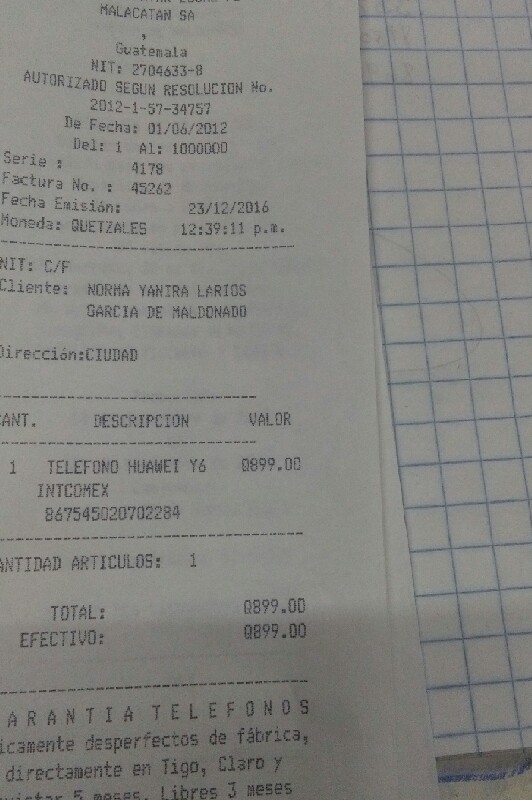 MALACATAN SA
,
Guatemala
NIT: 2704633-8
AUTORIZADO SEGUN RESOLUCION No.
2012-1-57-34757
De Fecha: 01/06/2012
Del: 1 Al: 1000000
Serie : 4178
Factura No. : 45262
Fecha Emisión: 23/12/2016
Moneda: QUETZALES 12:39:11 p.m.
NIT: C/F
Cliente: NORMA YANIRA LARIOS
GARCIA DE MALDONADO
Dirección:CIUDAD
CANT. DESCRIPCION VALOR
1 TELEFONO HUAWEI Y6 Q899.00
INTCOMEX
867545020702284
ANTIDAD ARTICULOS: 1
TOTAL: Q899.00
EFECTIVO: Q899.00
ARANTIA TELEFONOS
icamente desperfectos de fábrica,
directamente en Tigo, Claro y
5 meses. Libres 3 meses